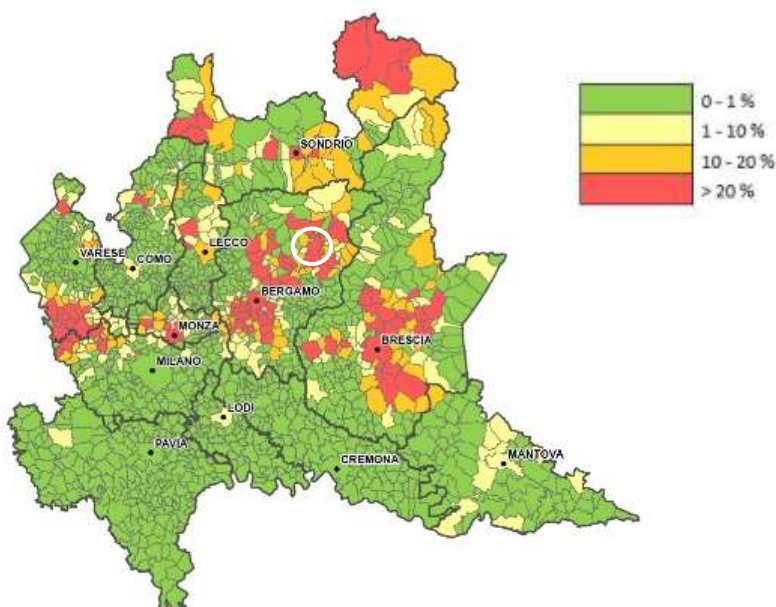 0 - 1 %
1 - 10 %
10 - 20 %
> 20 %
SONDRIO
LECCO
VARESE
COMO
BERGAMO
MONZA
BRESCIA
MILANO
LODI
PAVIA
CREMONA
MANTOVA